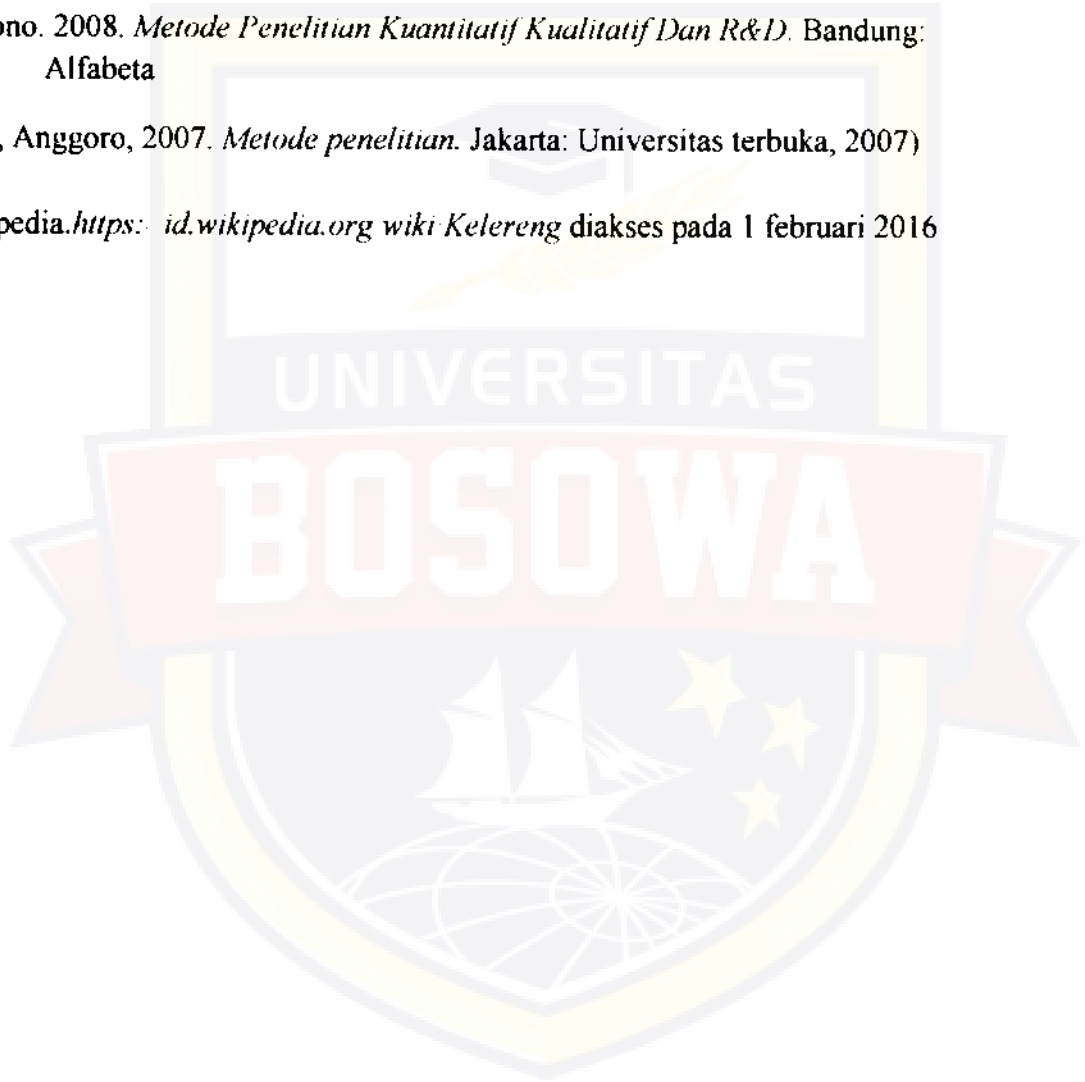 ono. 2008. Metode Penelitian Kuantitatif Kualitatif Dan R&D. Bandung:
Alfabeta
, Anggoro, 2007. Metode penelitian. Jakarta: Universitas terbuka, 2007)
pedia.https: id.wikipedia.org wiki Kelereng diakses pada 1 februari 2016
UNIVERSITAS
BOSOWA